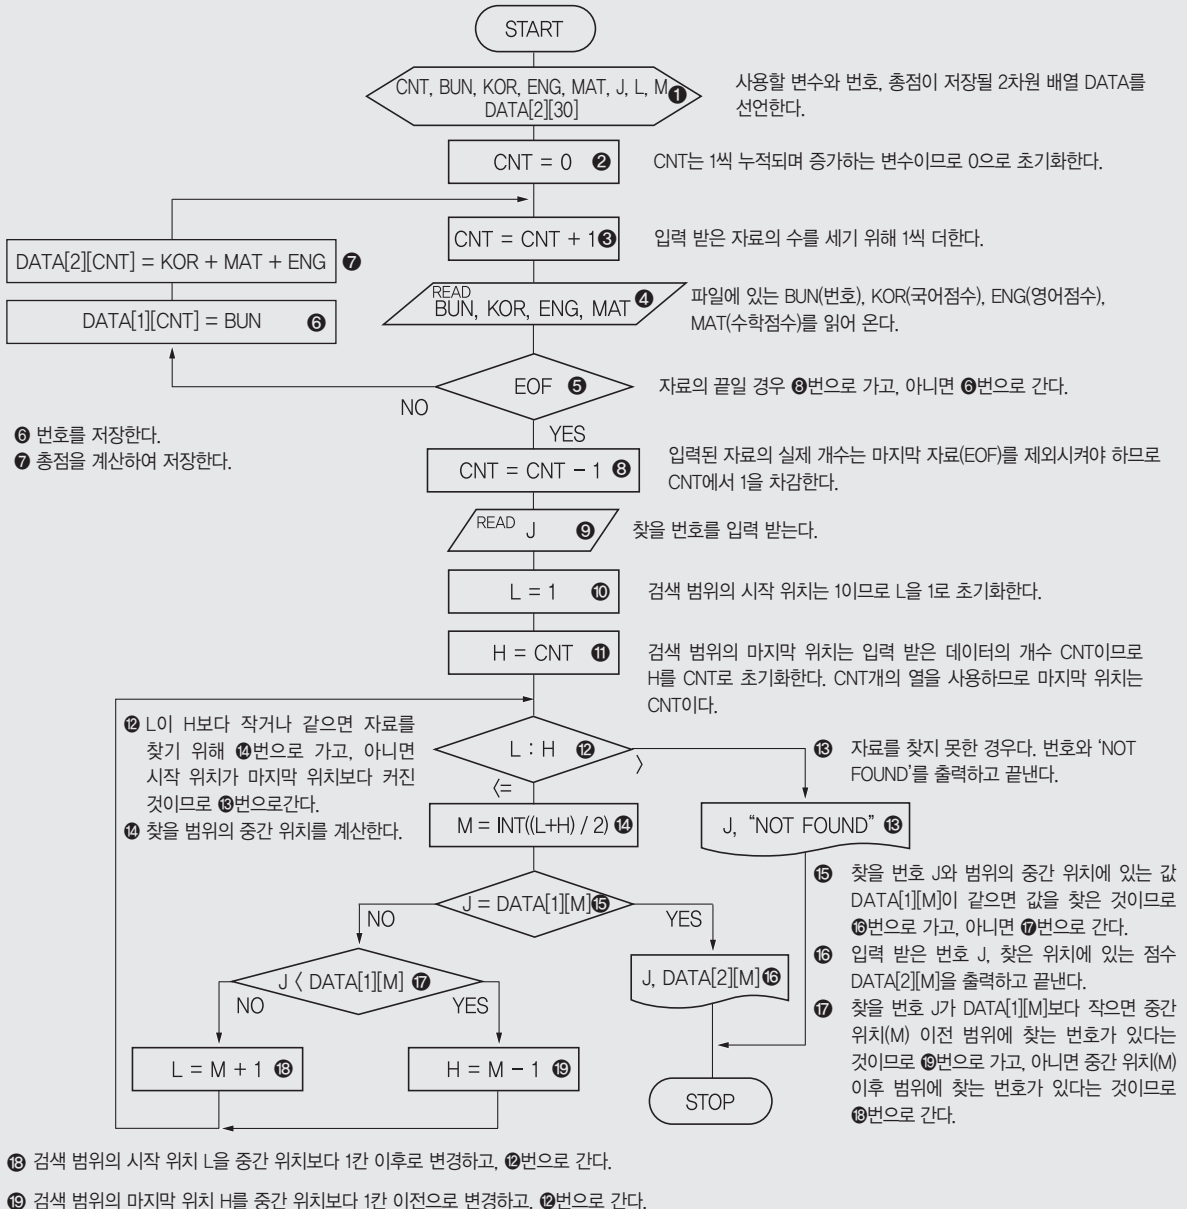 START
CNT, BUN, KOR, ENG, MAT, J, L, M ❶
DATA[2][30]
사용할 변수와 번호, 총점이 저장될 2차원 배열 DATA를
선언한다.
CNT = 0 ❷
CNT는 1씩 누적되며 증가하는 변수이므로 0으로 초기화한다.
CNT = CNT + 1 ❸
입력 받은 자료의 수를 세기 위해 1씩 더한다.
DATA[2][CNT] = KOR + MAT + ENG ❼
READ
BUN, KOR, ENG, MAT ❹
파일에 있는 BUN(번호), KOR(국어점수), ENG(영어점수),
MAT(수학점수)를 읽어 온다.
DATA[1][CNT] = BUN ❻
EOF ❺
자료의 끝일 경우 ❽번으로 가고, 아니면 ❻번으로 간다.
NO
YES
❻ 번호를 저장한다.
❼ 총점을 계산하여 저장한다.
CNT = CNT - 1 ❽
입력된 자료의 실제 개수는 마지막 자료(EOF)를 제외시켜야 하므로
CNT에서 1을 차감한다.
READ J ❾
찾을 번호를 입력 받는다.
L = 1 ❿
검색 범위의 시작 위치는 1이므로 L을 1로 초기화한다.
H = CNT ⓫
검색 범위의 마지막 위치는 입력 받은 데이터의 개수 CNT이므로
H를 CNT로 초기화한다. CNT개의 열을 사용하므로 마지막 위치는
CNT이다.
⓬ L이 H보다 작거나 같으면 자료를
찾기 위해 ⓮번으로 가고, 아니면
시작 위치가 마지막 위치보다 커진
것이므로 ⓭번으로간다.
⓮ 찾을 범위의 중간 위치를 계산한다.
L : H ⓬
>
<=
⓭ 자료를 찾지 못한 경우다. 번호와 ‘NOT
FOUND’를 출력하고 끝낸다.
M = INT((L+H) / 2) ⓮
J, “NOT FOUND” ⓭
J = DATA[1][M] ⓯
NO
YES
⓯ 찾을 번호 J와 범위의 중간 위치에 있는 값
DATA[1][M]이 같으면 값을 찾은 것이므로
⓰번으로 가고, 아니면 ⓱번으로 간다.
⓰ 입력 받은 번호 J, 찾은 위치에 있는 점수
DATA[2][M]을 출력하고 끝낸다.
⓱ 찾을 번호 J가 DATA[1][M]보다 작으면 중간
위치(M) 이전 범위에 찾는 번호가 있다는
것이므로 ⓳번으로 가고, 아니면 중간 위치(M)
이후 범위에 찾는 번호가 있다는 것이므로
⓲번으로 간다.
J < DATA[1][M] ⓱
J, DATA[2][M] ⓰
NO
YES
L = M + 1 ⓲
H = M - 1 ⓳
STOP
⓲ 검색 범위의 시작 위치 L을 중간 위치보다 1칸 이후로 변경하고, ⓬번으로 간다.
⓳ 검색 범위의 마지막 위치 H를 중간 위치보다 1칸 이전으로 변경하고, ⓬번으로 간다.